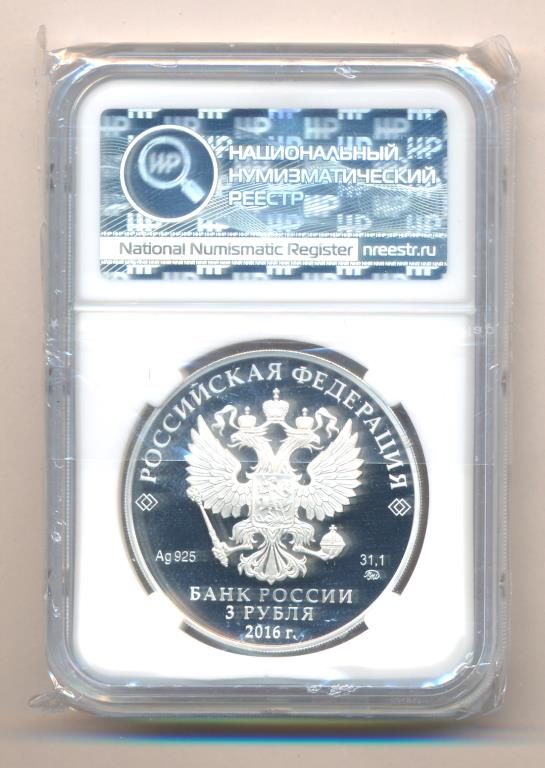 НАЦИОНАЛЬНЫЙ
НУМИЗМАТИЧЕСКИЙ
РЕЕСТР
National Numismatic Register nreestr.ru
РОССИЙСКАЯ ФЕДЕРАЦИЯ
Ag 925 31,1
БАНК РОССИИ
3 РУБЛЯ
2016 г.